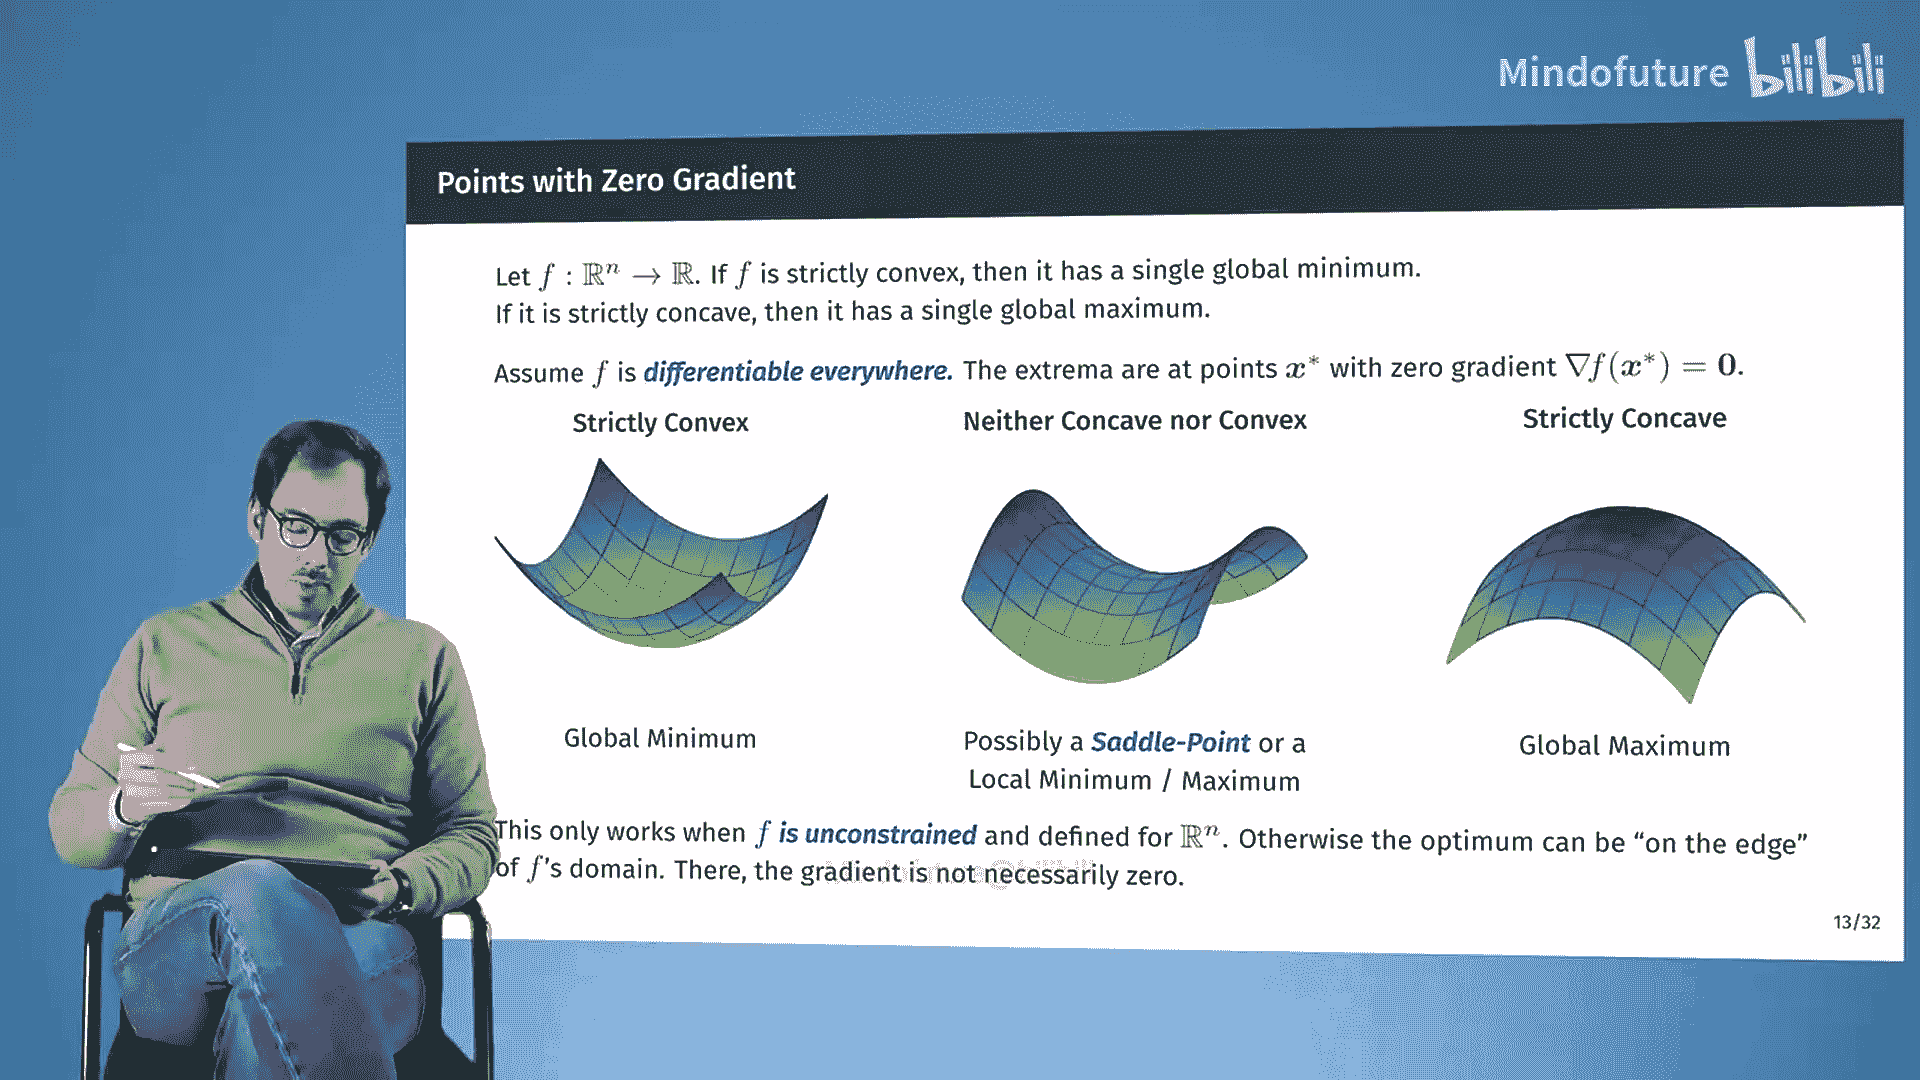 Mindofuture bilibili
Points with Zero Gradient
Let f : ℝⁿ → ℝ. If f is strictly convex, then it has a single global minimum.
If it is strictly concave, then it has a single global maximum.
Assume f is differentiable everywhere. The extrema are at points x* with zero gradient ∇f(x*) = 0.
Strictly Convex
Neither Concave nor Convex
Strictly Concave
Global Minimum
Possibly a Saddle-Point or a
Local Minimum / Maximum
Global Maximum
This only works when f is unconstrained and defined for ℝⁿ. Otherwise the optimum can be “on the edge”
of f's domain. There, the gradient is not necessarily zero.
13/32